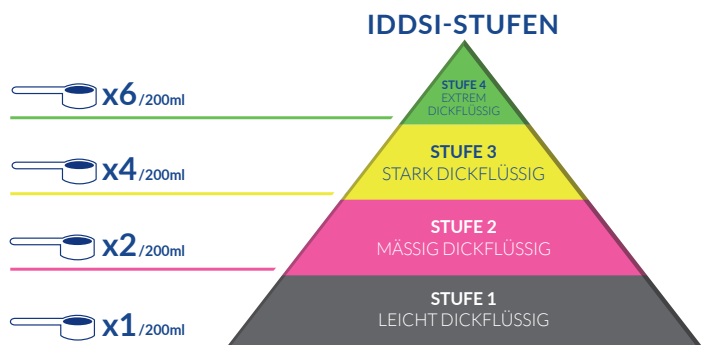 IDDSI-STUFEN
x6/200ml
STUFE 4
EXTREM
DICKFLÜSSIG
x4/200ml
STUFE 3
STARK DICKFLÜSSIG
x2/200ml
STUFE 2
MÄSSIG DICKFLÜSSIG
x1/200ml
STUFE 1
LEICHT DICKFLÜSSIG